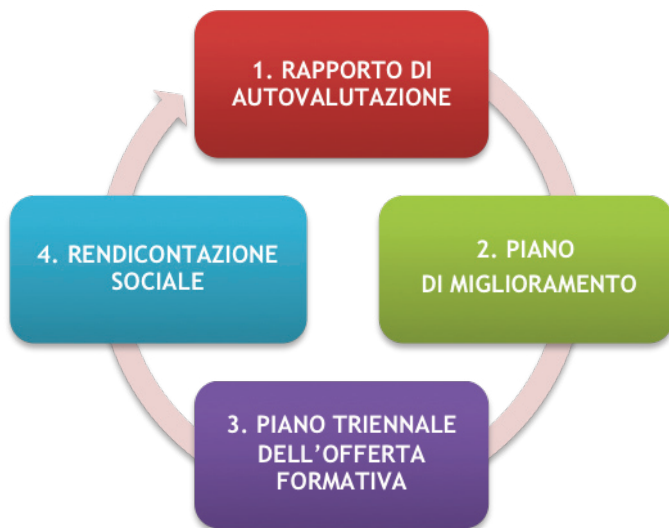 1. RAPPORTO DI
AUTOVALUTAZIONE
2. PIANO
DI MIGLIORAMENTO
3. PIANO TRIENNALE
DELL’OFFERTA
FORMATIVA
4. RENDICONTAZIONE
SOCIALE